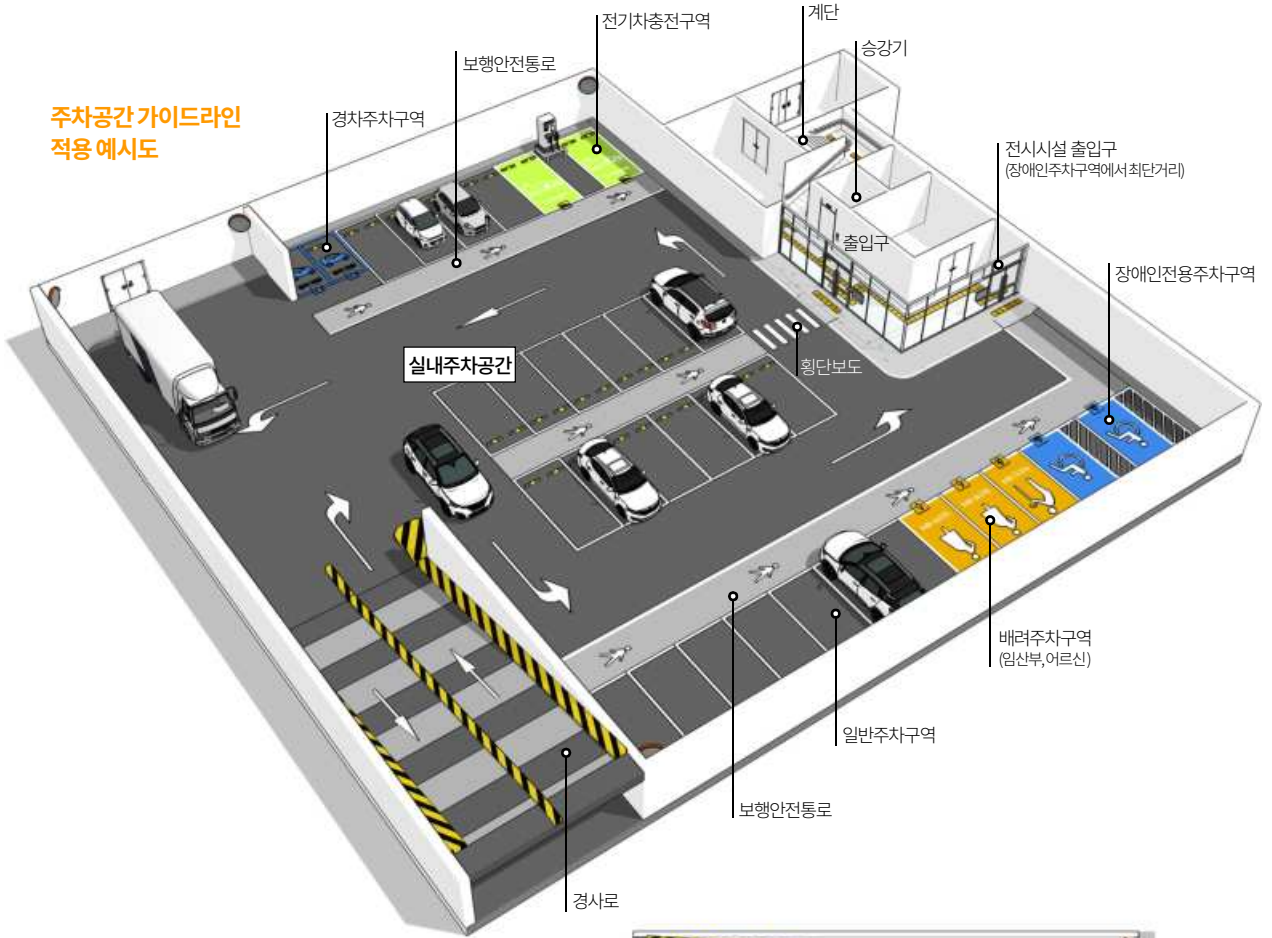 주차공간 가이드라인
적용 예시도
전기차충전구역
계단
승강기
보행안전통로
경차주차구역
전시시설 출입구
(장애인주차구역에서 최단거리)
출입구
장애인전용주차구역
실내주차공간
횡단보도
배려주차구역
(임산부,어르신)
일반주차구역
보행안전통로
경사로